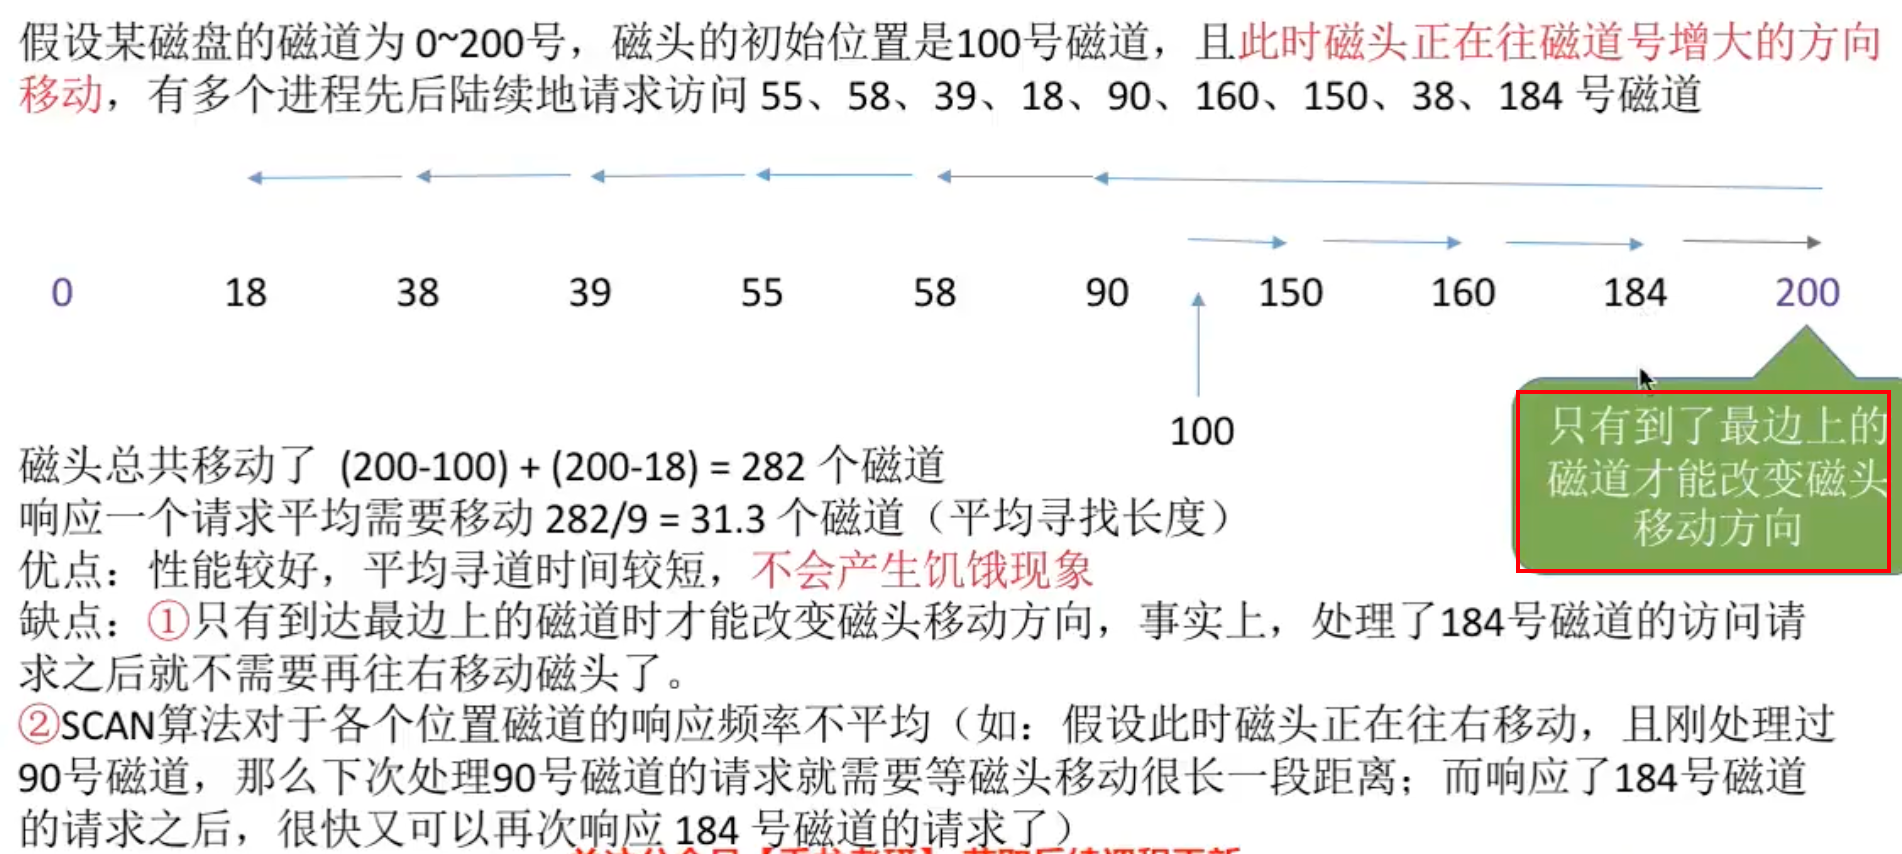 假设某磁盘的磁道为 0~200号，磁头的初始位置是100号磁道，且此时磁头正在往磁道号增大的方向
移动，有多个进程先后陆续地请求访问 55、58、39、18、90、160、150、38、184 号磁道
0 18 38 39 55 58 90 150 160 184 200
100
只有到了最边上的
磁道才能改变磁头
移动方向
磁头总共移动了 (200-100) + (200-18) = 282 个磁道
响应一个请求平均需要移动 282/9 = 31.3 个磁道（平均寻找长度）
优点：性能较好，平均寻道时间较短，不会产生饥饿现象
缺点：①只有到达最边上的磁道时才能改变磁头移动方向，事实上，处理了184号磁道的访问请
求之后就不需要再往右移动磁头了。
②SCAN算法对于各个位置磁道的响应频率不平均（如：假设此时磁头正在往右移动，且刚处理过
90号磁道，那么下次处理90号磁道的请求就需要等磁头移动很长一段距离；而响应了184号磁道
的请求之后，很快又可以再次响应 184 号磁道的请求了）